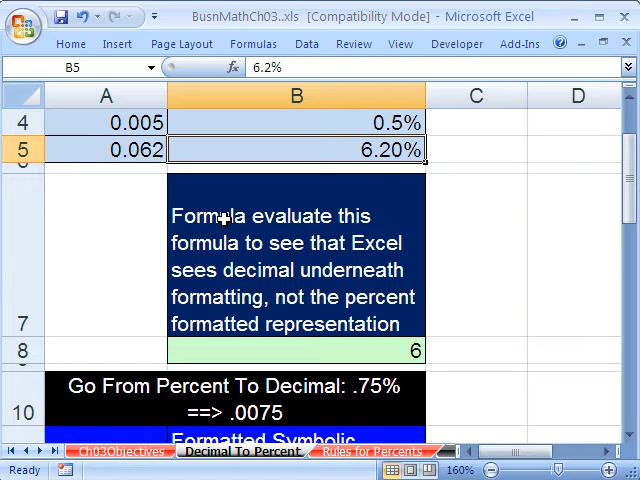 BusnMathCh03..xls [Compatibility Mode] - Microsoft Excel
Home Insert Page Layout Formulas Data Review View Developer Add-Ins
B5 fx 6.2%
A B C D
4 0.005 0.5%
5 0.062 6.20%
Formula evaluate this
formula to see that Excel
sees decimal underneath
formatting, not the percent
7 formatted representation
8 6
Go From Percent To Decimal: .75%
10 ==> .0075
Formatted Symbolic
Ch03Objectives Decimal To Percent Rules for Percents
Ready 160%